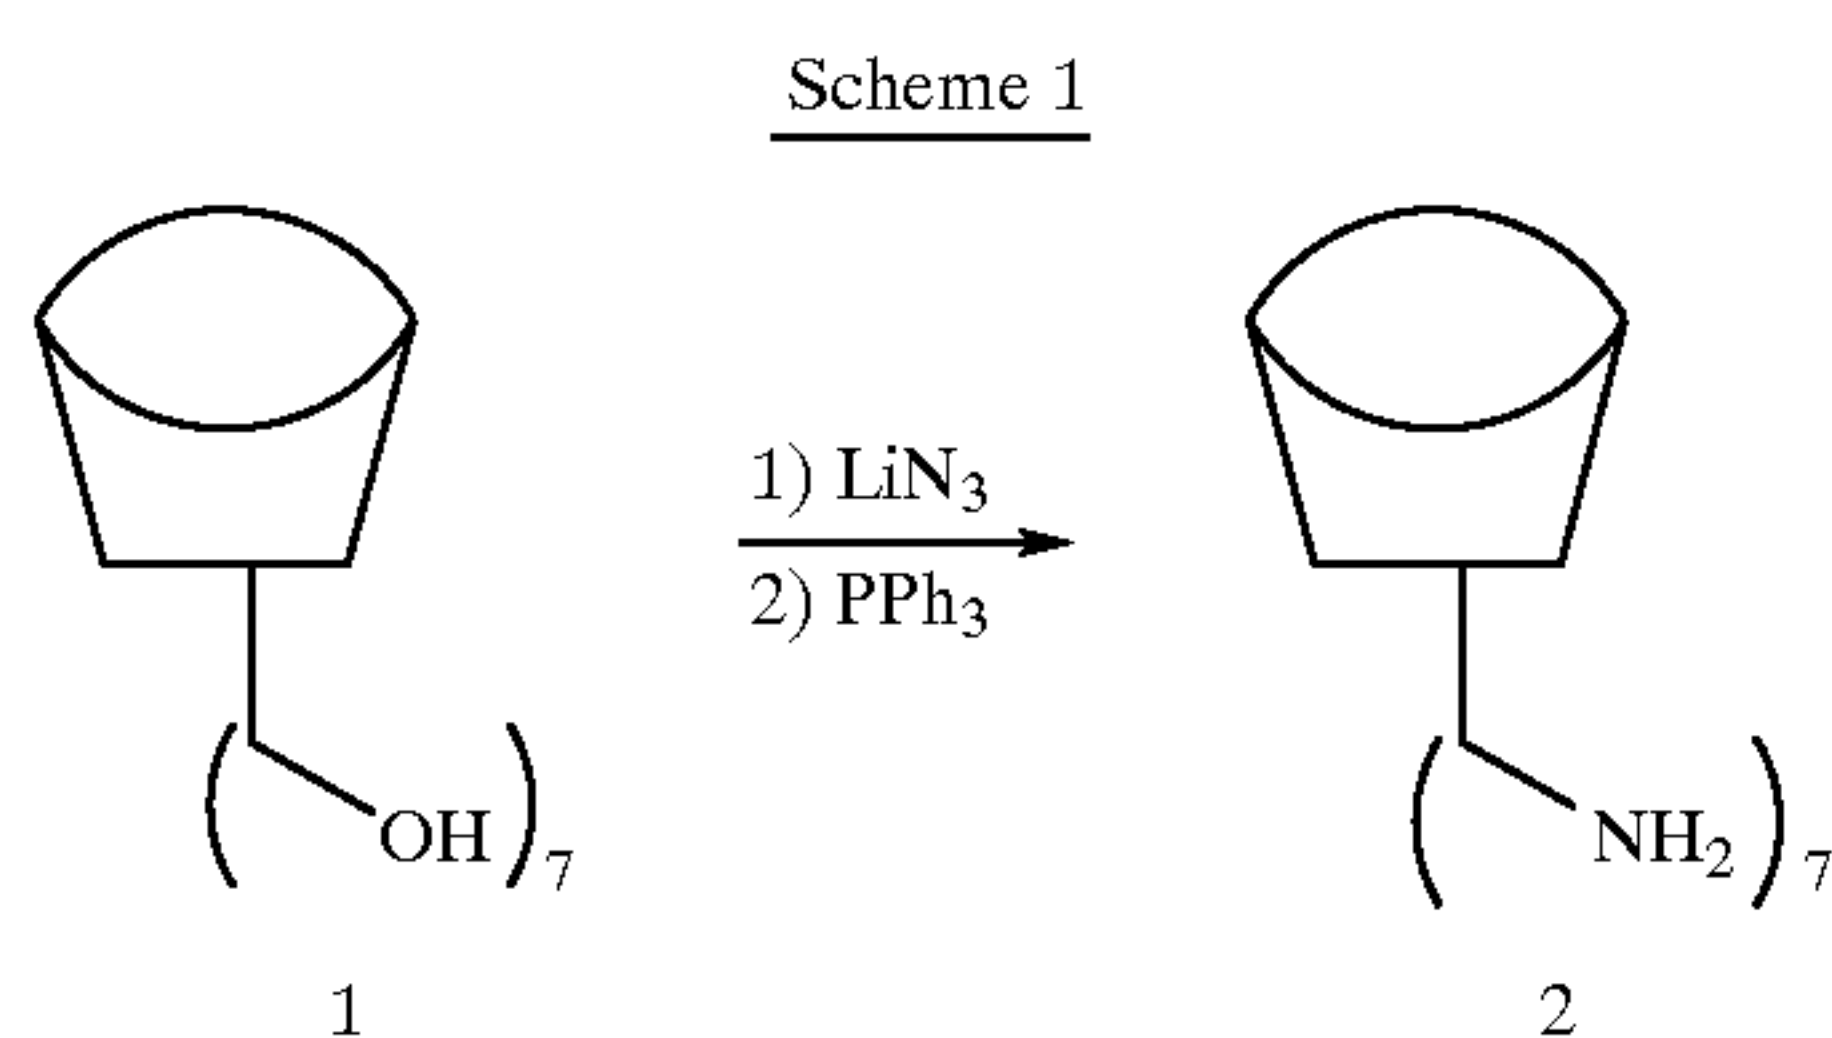 Scheme 1
1) LiN₃
2) PPh₃
OH
7
NH₂
7
1
2